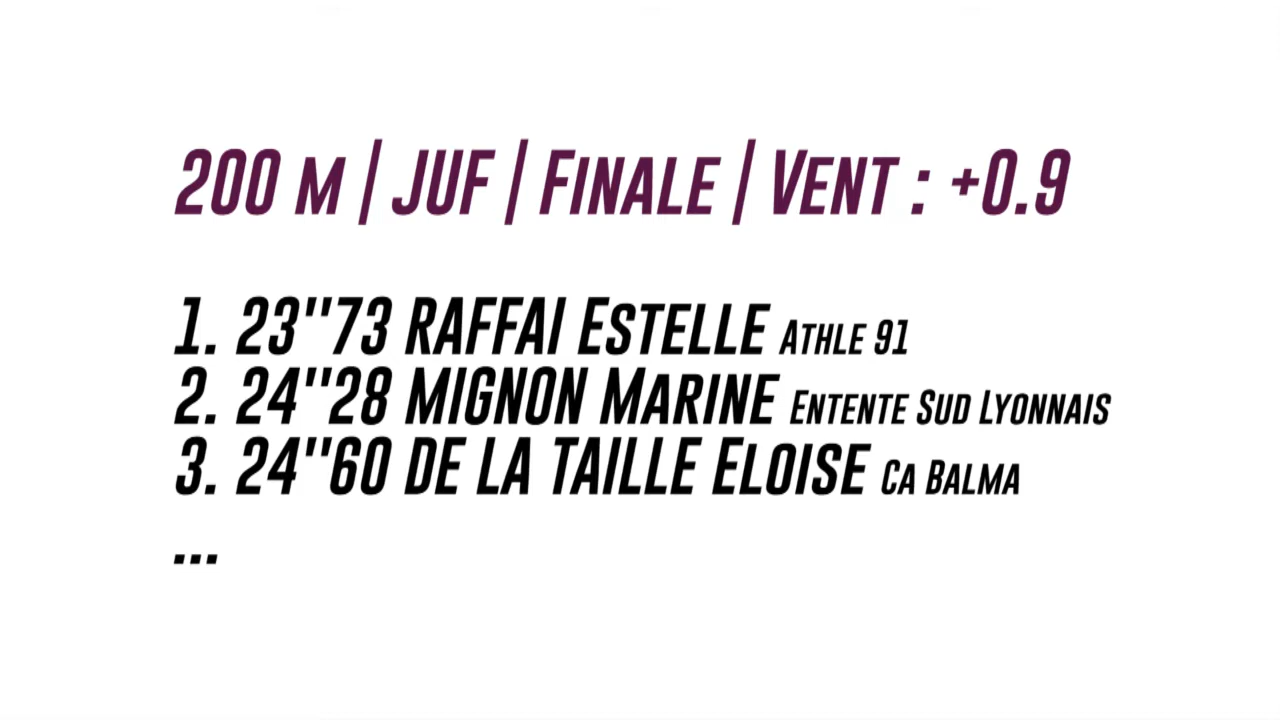 200 m | JUF | Finale | Vent : +0.9
1. 23''73 RAFFAI Estelle Athle 91
2. 24''28 MIGNON Marine Entente Sud Lyonnais
3. 24''60 DE LA TAILLE Eloise Ca Balma
...